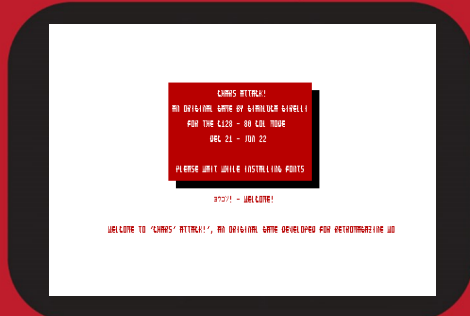 CHARS ATTACK!
AN ORIGINAL GAME BY GIANLUCA GIRELLI
FOR THE C128 - 80 COL MODE
DEC 21 - JUN 22
PLEASE WAIT WHILE INSTALLING FONTS
! - WELCOME!
WELCOME TO 'CHARS' ATTACK!', AN ORIGINAL GAME DEVELOPED FOR RETROMAGAZINE WO